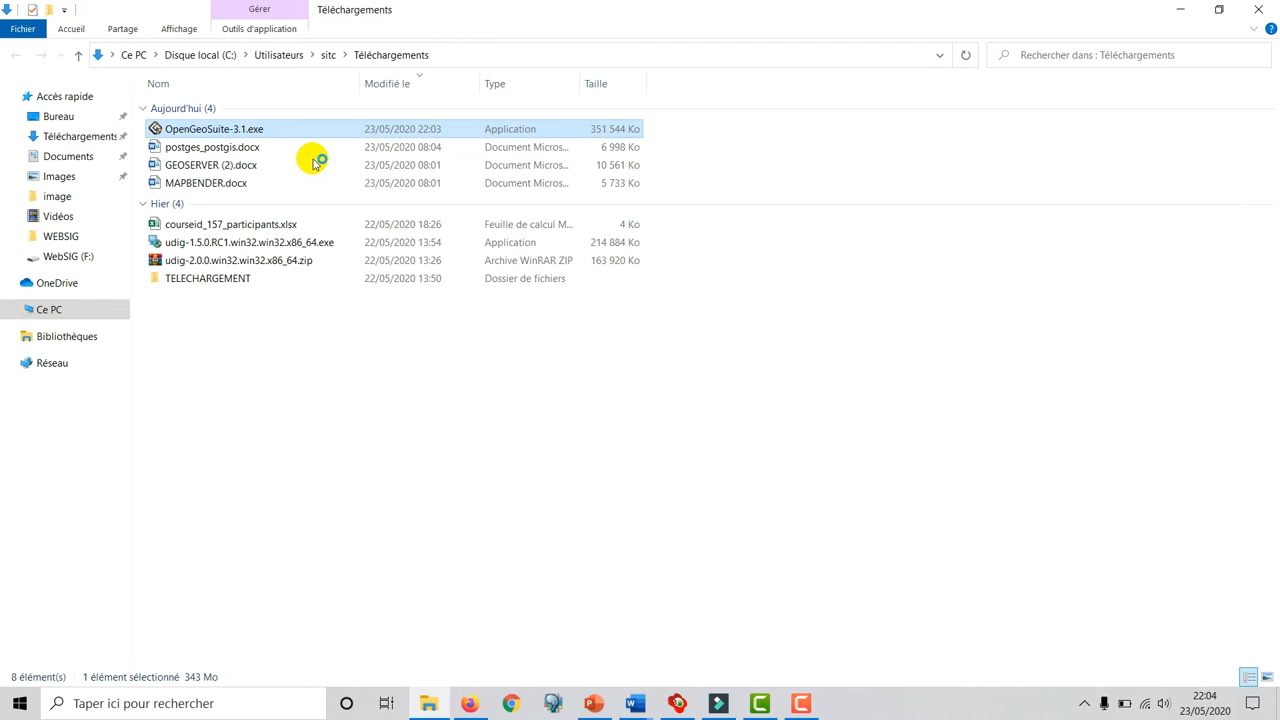 Gérer
Téléchargements
Fichier
Accueil
Partage
Affichage
Outils d'application
Ce PC
Disque local (C:)
Utilisateurs
sitc
Téléchargements
Rechercher dans : Téléchargements
Nom
Modifié le
Type
Taille
Accès rapide
Bureau
Téléchargements
Documents
Images
image
Vidéos
WEBSIG
WebSIG (F:)
OneDrive
Ce PC
Bibliothèques
Réseau
Aujourd'hui (4)
OpenGeoSuite-3.1.exe 23/05/2020 22:03 Application 351 544 Ko
postges_postgis.docx 23/05/2020 08:04 Document Micros... 6 998 Ko
GEOSERVER (2).docx 23/05/2020 08:01 Document Micros... 10 561 Ko
MAPBENDER.docx 23/05/2020 08:01 Document Micros... 5 733 Ko
Hier (4)
courseid_157_participants.xlsx 22/05/2020 18:26 Feuille de calcul M... 4 Ko
udig-1.5.0.RC1.win32.win32.x86_64.exe 22/05/2020 13:54 Application 214 884 Ko
udig-2.0.0.win32.win32.x86_64.zip 22/05/2020 13:26 Archive WinRAR ZIP 163 920 Ko
TELECHARGEMENT 22/05/2020 13:50 Dossier de fichiers
8 élément(s)
1 élément sélectionné 343 Mo
Taper ici pour rechercher
22:04
23/05/2020